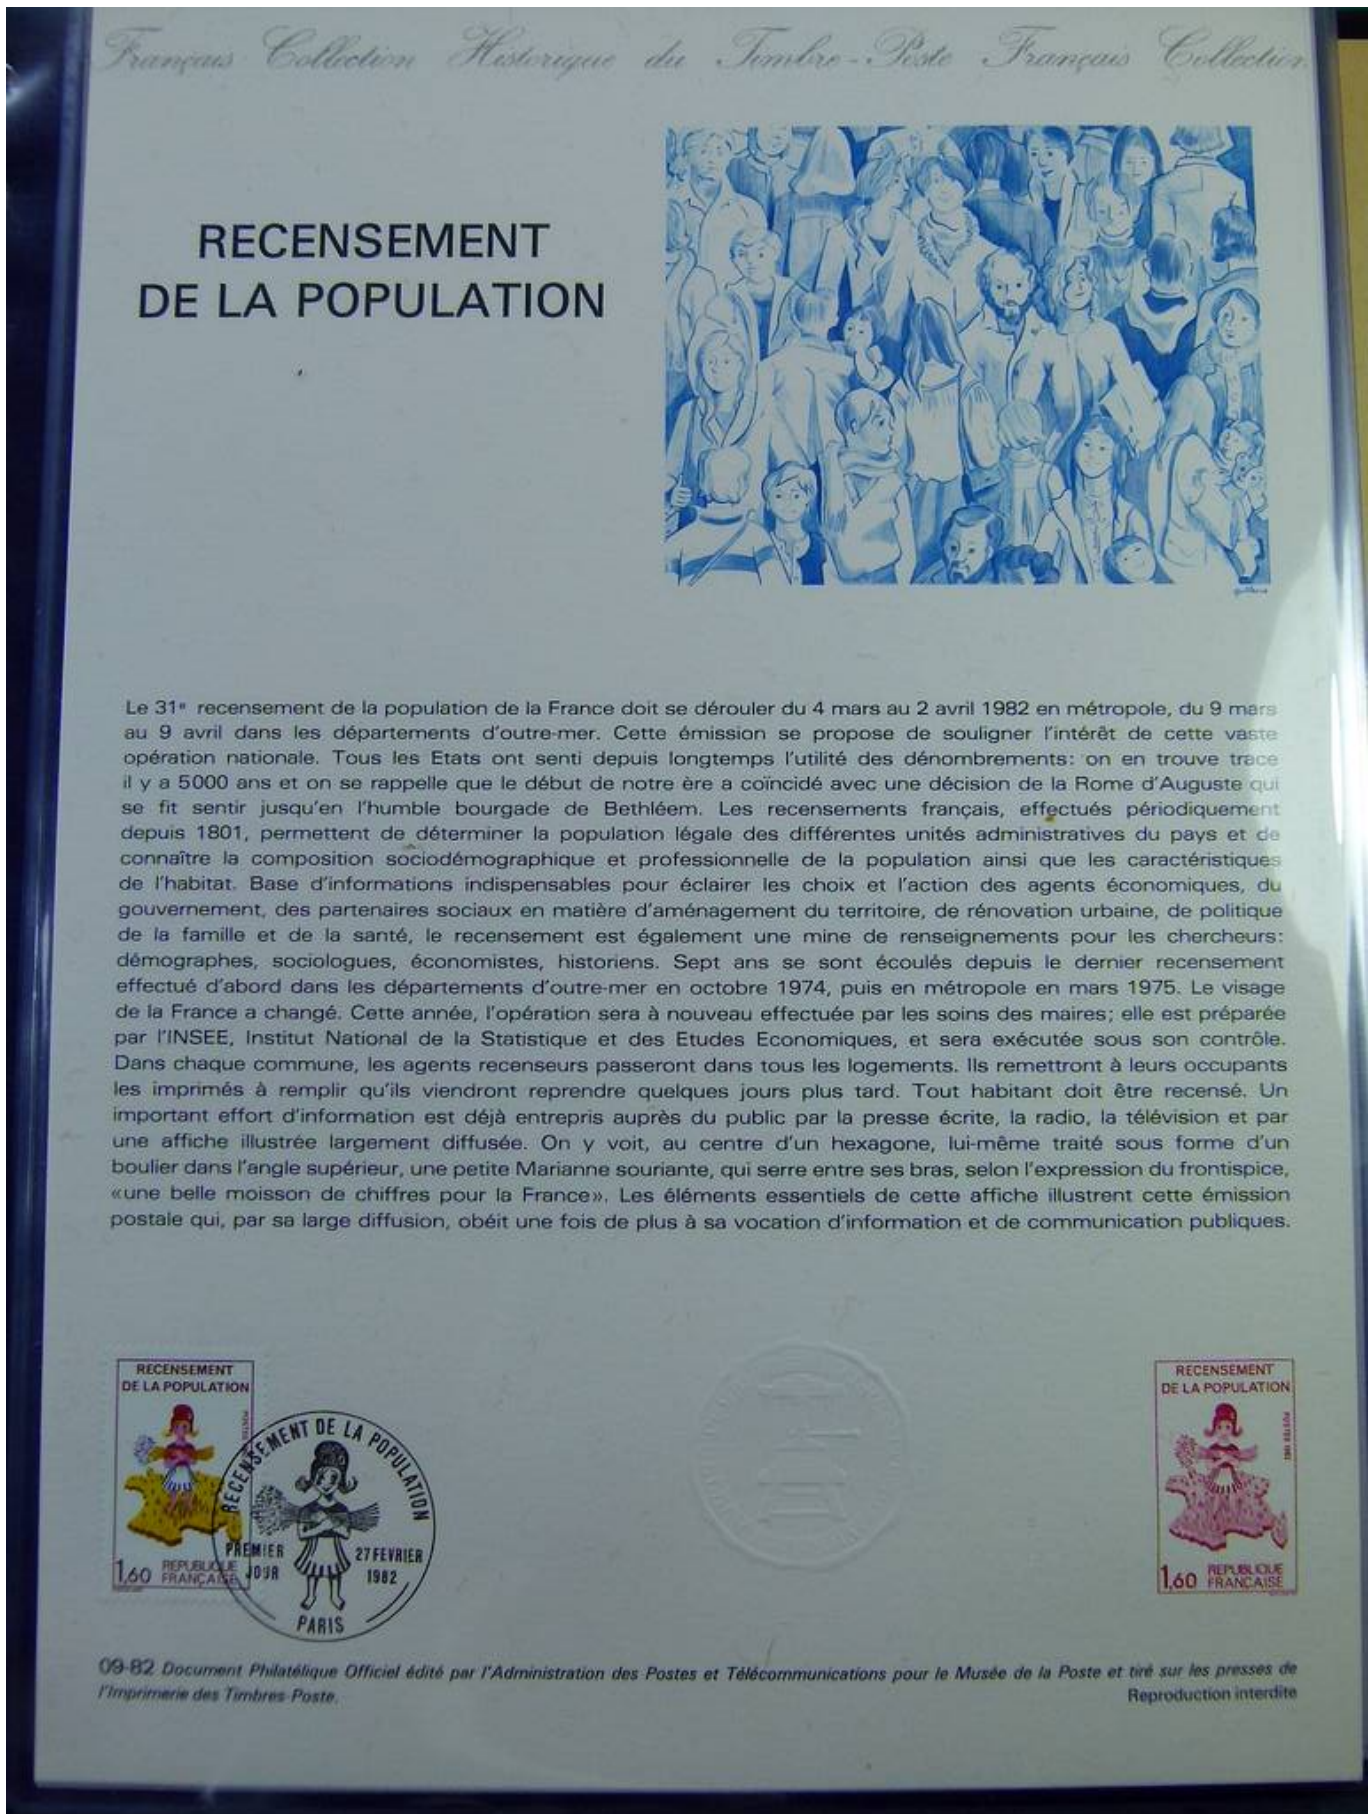 Français Collection Historique du Timbre-Poste Français Collection
RECENSEMENT
DE LA POPULATION
Le 31e recensement de la population de la France doit se dérouler du 4 mars au 2 avril 1982 en métropole, du 9 mars
au 9 avril dans les départements d'outre-mer. Cette émission se propose de souligner l'intérêt de cette vaste
opération nationale. Tous les Etats ont senti depuis longtemps l'utilité des dénombrements: on en trouve trace
il y a 5000 ans et on se rappelle que le début de notre ère a coïncidé avec une décision de la Rome d'Auguste qui
se fit sentir jusqu'en l'humble bourgade de Bethléem. Les recensements français, effectués périodiquement
depuis 1801, permettent de déterminer la population légale des différentes unités administratives du pays et de
connaître la composition sociodémographique et professionnelle de la population ainsi que les caractéristiques
de l'habitat. Base d'informations indispensables pour éclairer les choix et l'action des agents économiques, du
gouvernement, des partenaires sociaux en matière d'aménagement du territoire, de rénovation urbaine, de politique
de la famille et de la santé, le recensement est également une mine de renseignements pour les chercheurs:
démographes, sociologues, économistes, historiens. Sept ans se sont écoulés depuis le dernier recensement
effectué d'abord dans les départements d'outre-mer en octobre 1974, puis en métropole en mars 1975. Le visage
de la France a changé. Cette année, l'opération sera à nouveau effectuée par les soins des maires; elle est préparée
par l'INSEE, Institut National de la Statistique et des Etudes Economiques, et sera exécutée sous son contrôle.
Dans chaque commune, les agents recenseurs passeront dans tous les logements. Ils remettront à leurs occupants
les imprimés à remplir qu'ils viendront reprendre quelques jours plus tard. Tout habitant doit être recensé. Un
important effort d'information est déjà entrepris auprès du public par la presse écrite, la radio, la télévision et par
une affiche illustrée largement diffusée. On y voit, au centre d'un hexagone, lui-même traité sous forme d'un
boulier dans l'angle supérieur, une petite Marianne souriante, qui serre entre ses bras, selon l'expression du frontispice,
«une belle moisson de chiffres pour la France». Les éléments essentiels de cette affiche illustrent cette émission
postale qui, par sa large diffusion, obéit une fois de plus à sa vocation d'information et de communication publiques.
RECENSEMENT
DE LA POPULATION
1,60 REPUBLIQUE
FRANÇAISE
RECENSEMENT DE LA POPULATION
PREMIER
JOUR
27 FEVRIER
1982
PARIS
RECENSEMENT
DE LA POPULATION
POSTES 1982
1,60 REPUBLIQUE
FRANÇAISE
09-82 Document Philatélique Officiel édité par l'Administration des Postes et Télécommunications pour le Musée de la Poste et tiré sur les presses de
l'Imprimerie des Timbres-Poste.
Reproduction interdite